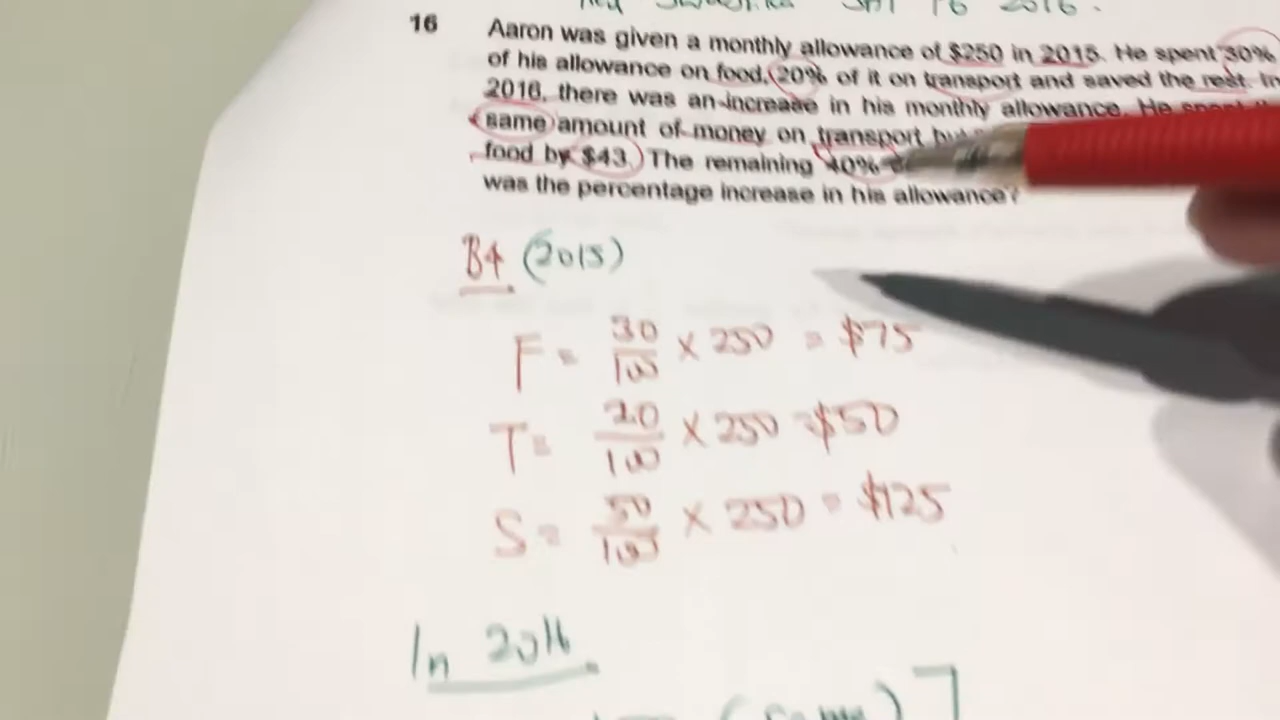 16 Aaron was given a monthly allowance of $250 in 2015. He spent 30%
of his allowance on food, 20% of it on transport and saved the rest. In
2016, there was an increase in his monthly allowance. He spent
same amount of money on transport
food by $43. The remaining 40%
was the percentage increase in his allowance?
B4 (2015)
F = 30/100 × 250 = $75
T = 20/100 × 250 = $50
S = 50/100 × 250 = $125
In 2016
(same)